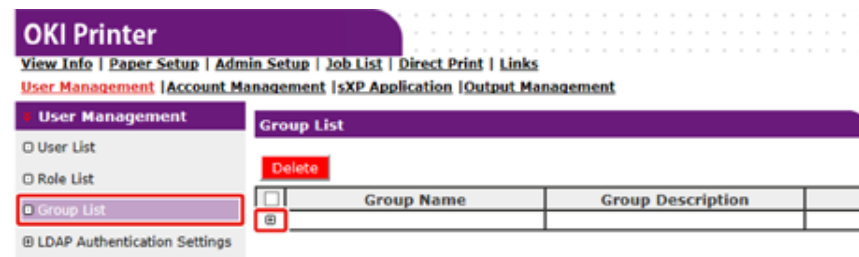 OKI Printer
View Info | Paper Setup | Admin Setup | Job List | Direct Print | Links
User Management |Account Management |sXP Application |Output Management
User Management
Group List
User List
Delete
Role List
Group Name Group Description
Group List
LDAP Authentication Settings